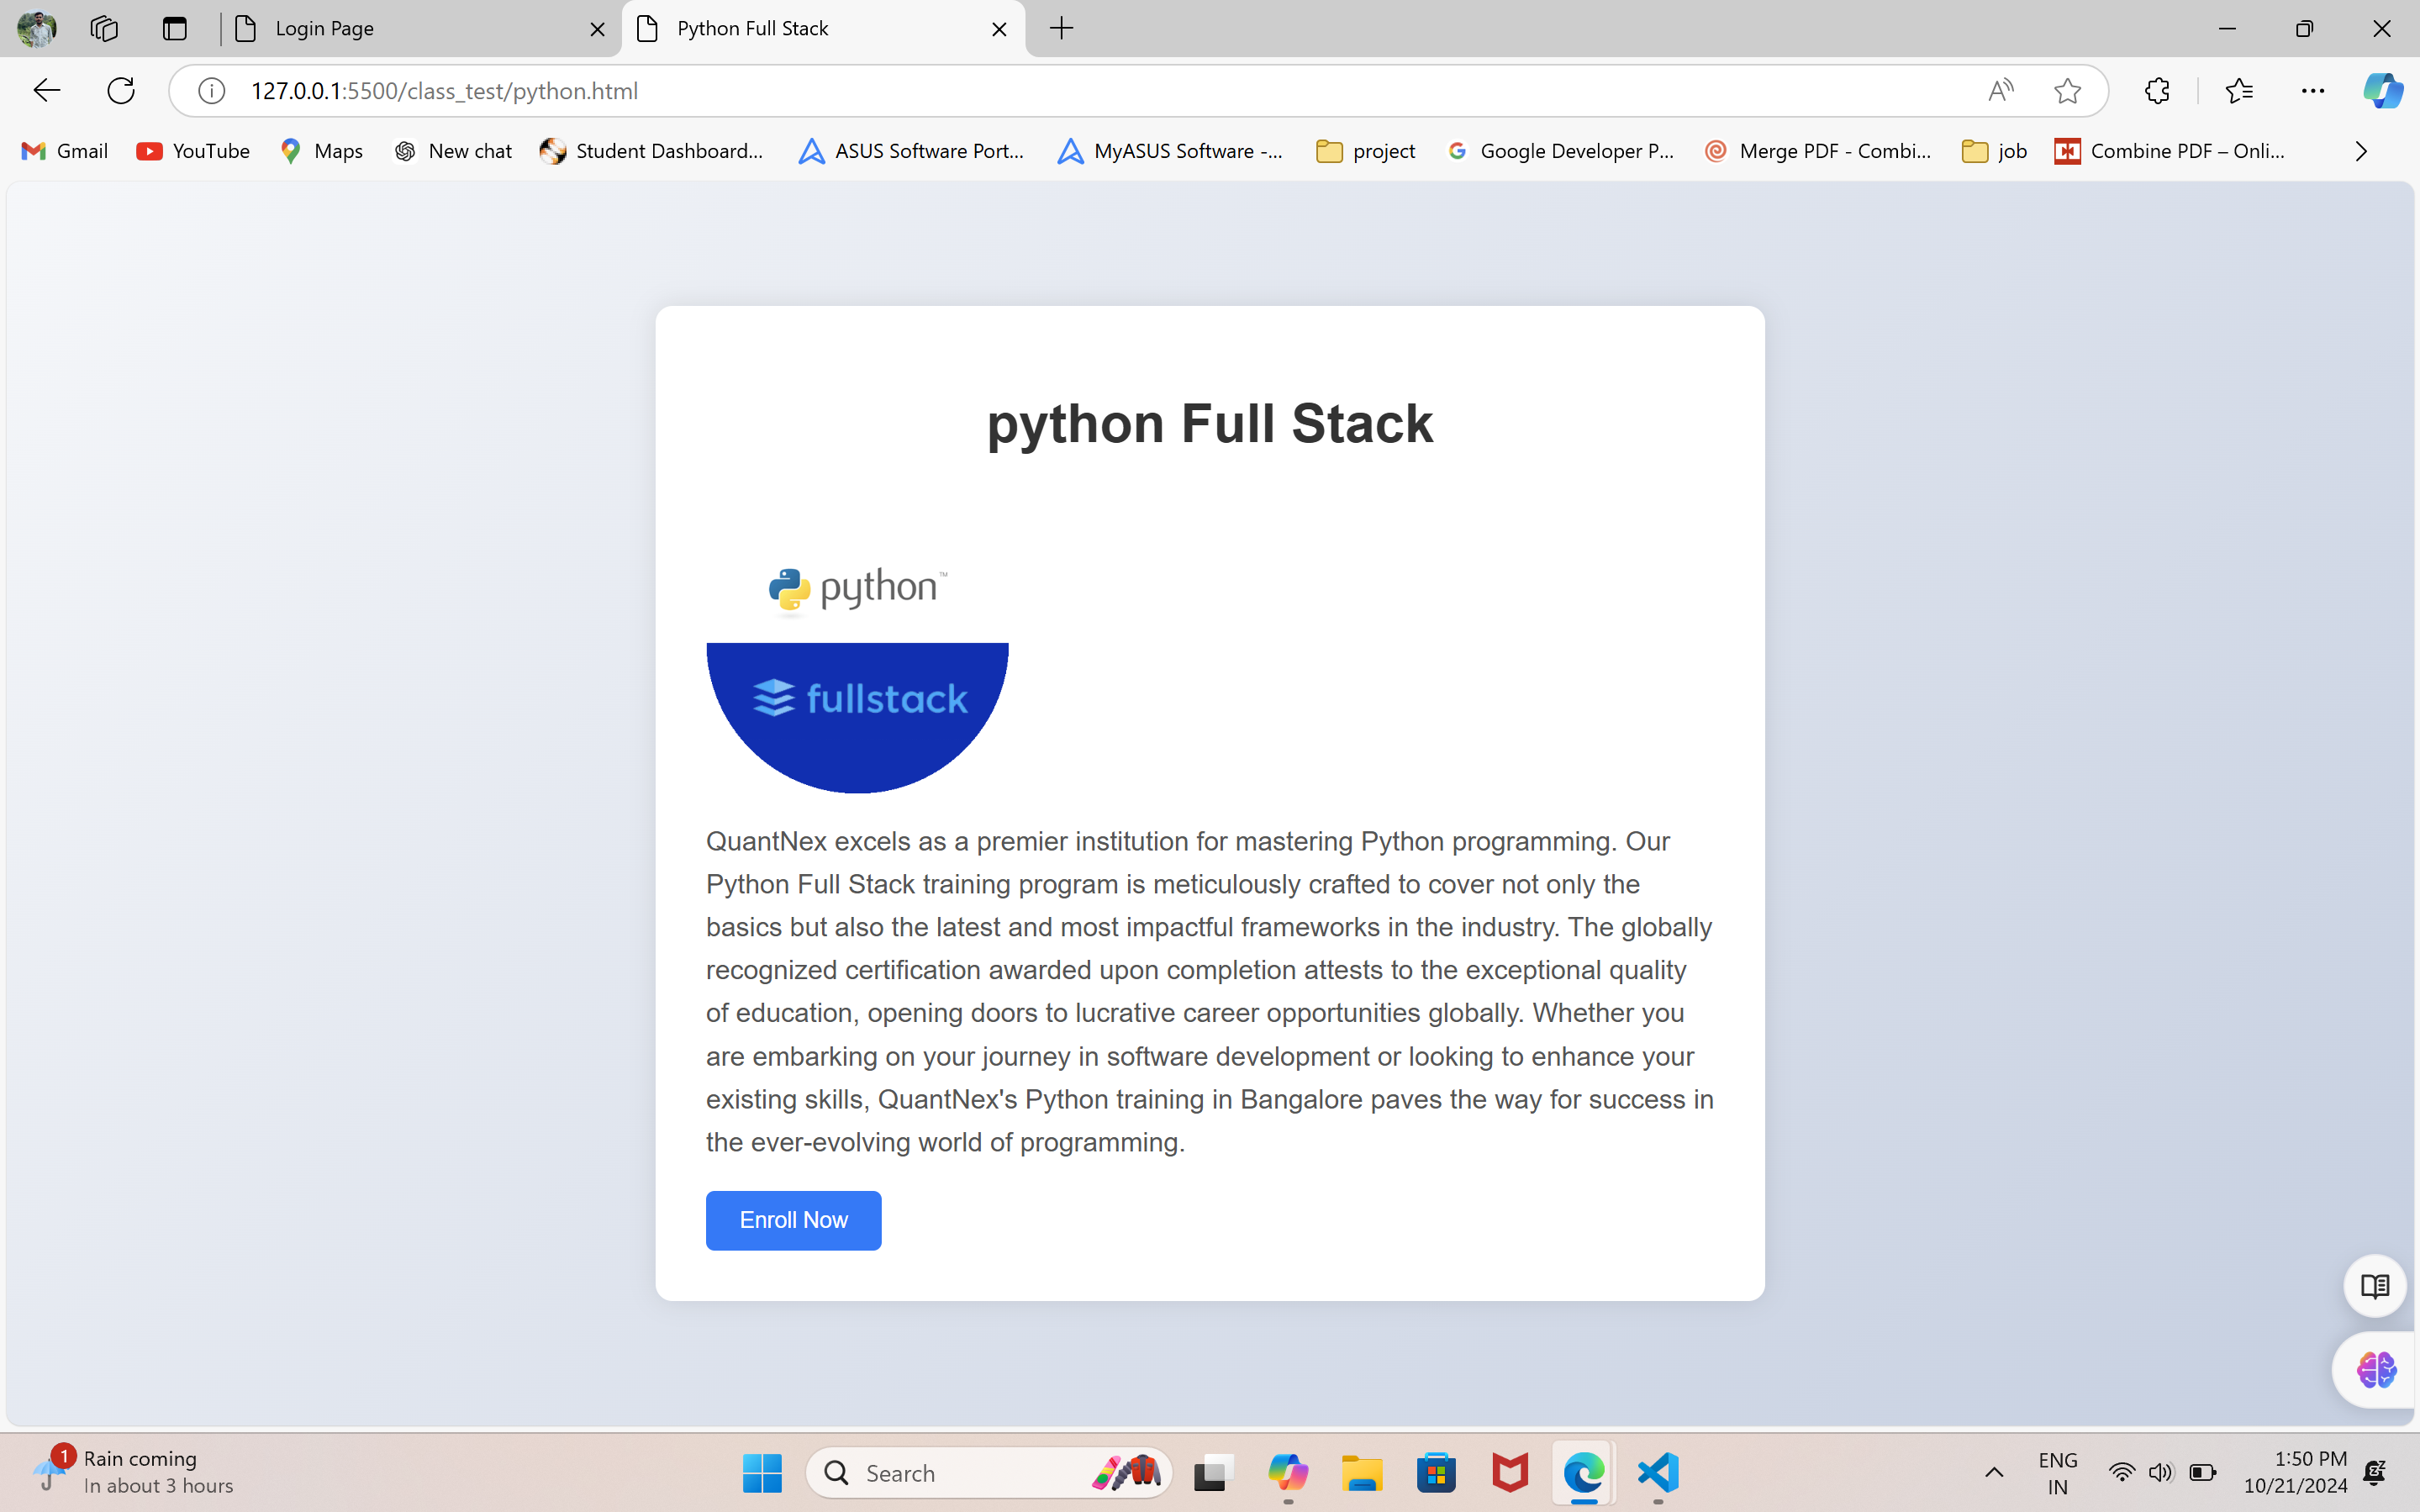 Login Page
Python Full Stack
127.0.0.1:5500/class_test/python.html
Gmail
YouTube
Maps
New chat
Student Dashboard...
ASUS Software Port...
MyASUS Software -...
project
Google Developer P...
Merge PDF - Combi...
job
Combine PDF – Onli...
python Full Stack
python™
fullstack
QuantNex excels as a premier institution for mastering Python programming. Our
Python Full Stack training program is meticulously crafted to cover not only the
basics but also the latest and most impactful frameworks in the industry. The globally
recognized certification awarded upon completion attests to the exceptional quality
of education, opening doors to lucrative career opportunities globally. Whether you
are embarking on your journey in software development or looking to enhance your
existing skills, QuantNex's Python training in Bangalore paves the way for success in
the ever-evolving world of programming.
Enroll Now
1
Rain coming
In about 3 hours
Search
ENG
IN
1:50 PM
10/21/2024